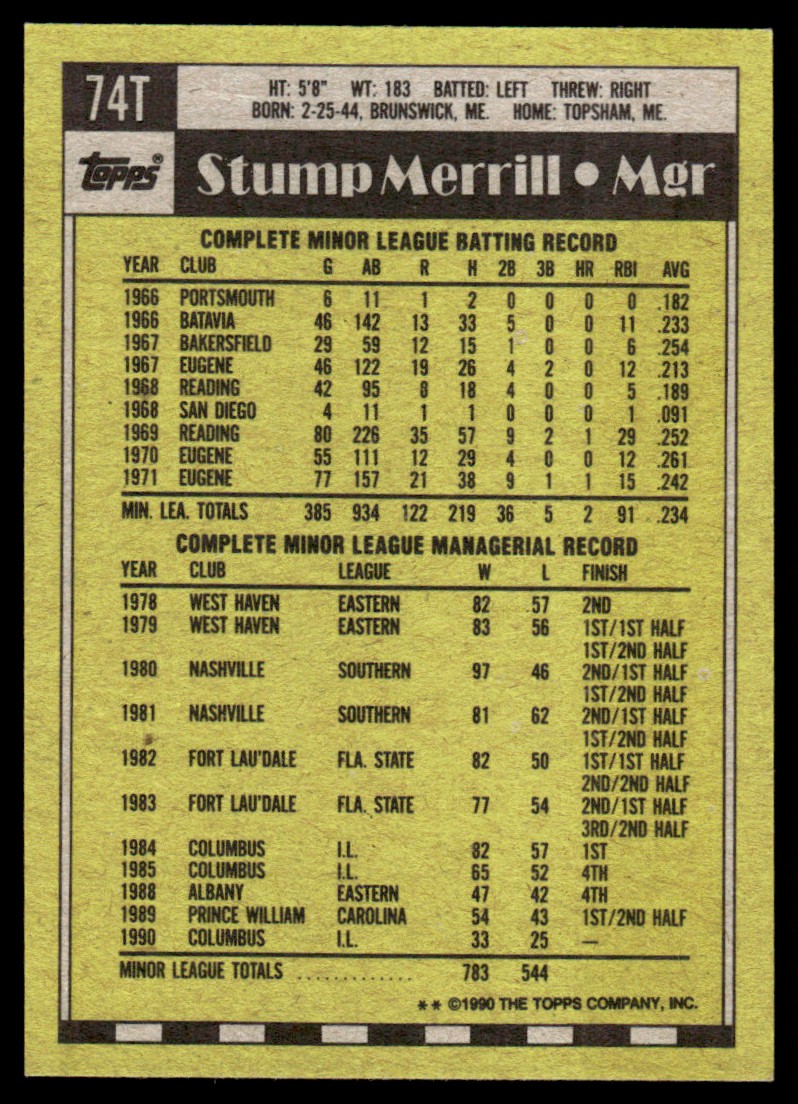 74T
HT: 5'8" WT: 183 BATTED: LEFT THREW: RIGHT
BORN: 2-25-44, BRUNSWICK, ME. HOME: TOPSHAM, ME.
TOPPS®
Stump Merrill • Mgr
COMPLETE MINOR LEAGUE BATTING RECORD
YEAR CLUB G AB R H 2B 3B HR RBI AVG
1966 PORTSMOUTH 6 11 1 2 0 0 0 0 .182
1966 BATAVIA 46 142 13 33 5 0 0 11 .233
1967 BAKERSFIELD 29 59 12 15 1 0 0 6 .254
1967 EUGENE 46 122 19 26 4 2 0 12 .213
1968 READING 42 95 8 18 4 0 0 5 .189
1968 SAN DIEGO 4 11 1 1 0 0 0 1 .091
1969 READING 80 226 35 57 9 2 1 29 .252
1970 EUGENE 55 111 12 29 4 0 0 12 .261
1971 EUGENE 77 157 21 38 9 1 1 15 .242
MIN. LEA. TOTALS 385 934 122 219 36 5 2 91 .234
COMPLETE MINOR LEAGUE MANAGERIAL RECORD
YEAR CLUB LEAGUE W L FINISH
1978 WEST HAVEN EASTERN 82 57 2ND
1979 WEST HAVEN EASTERN 83 56 1ST/1ST HALF
1ST/2ND HALF
1980 NASHVILLE SOUTHERN 97 46 2ND/1ST HALF
1ST/2ND HALF
1981 NASHVILLE SOUTHERN 81 62 2ND/1ST HALF
1ST/2ND HALF
1982 FORT LAU'DALE FLA. STATE 82 50 1ST/1ST HALF
2ND/2ND HALF
1983 FORT LAU'DALE FLA. STATE 77 54 2ND/1ST HALF
3RD/2ND HALF
1984 COLUMBUS I.L. 82 57 1ST
1985 COLUMBUS I.L. 65 52 4TH
1988 ALBANY EASTERN 47 42 4TH
1989 PRINCE WILLIAM CAROLINA 54 43 1ST/2ND HALF
1990 COLUMBUS I.L. 33 25 —
MINOR LEAGUE TOTALS ............. 783 544
** ©1990 THE TOPPS COMPANY, INC.